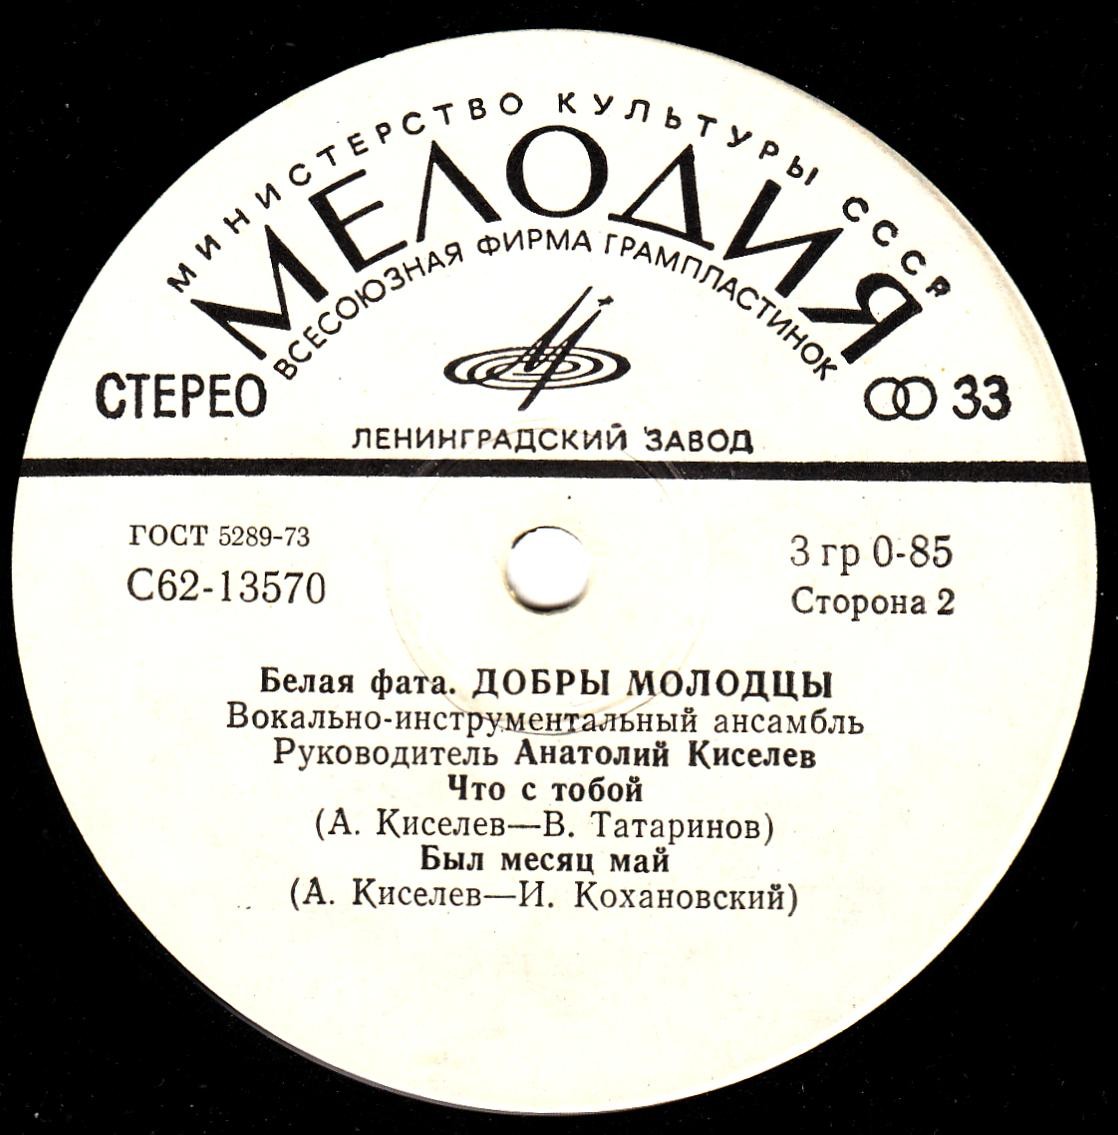 МИНИСТЕРСТВО КУЛЬТУРЫ СССР
МЕЛОДИЯ
ВСЕСОЮЗНАЯ ФИРМА ГРАМПЛАСТИНОК
СТЕРЕО
33
ЛЕНИНГРАДСКИЙ ЗАВОД
ГОСТ 5289-73
С62-13570
3 гр 0-85
Сторона 2
Белая фата. ДОБРЫ МОЛОДЦЫ
Вокально-инструментальный ансамбль
Руководитель Анатолий Киселев
Что с тобой
(А. Киселев—В. Татаринов)
Был месяц май
(А. Киселев—И. Кохановский)